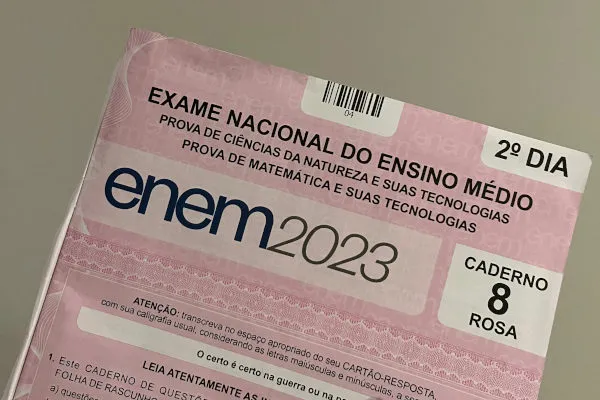 04
2º DIA
EXAME NACIONAL DO ENSINO MÉDIO
PROVA DE CIÊNCIAS DA NATUREZA E SUAS TECNOLOGIAS
PROVA DE MATEMÁTICA E SUAS TECNOLOGIAS
enem2023
CADERNO
8
ROSA
ATENÇÃO: transcreva no espaço apropriado do seu CARTÃO-RESPOSTA,
com sua caligrafia usual, considerando as letras maiúsculas e minúsculas, a
O certo é certo na guerra ou na
LEIA ATENTAMENTE AS
1. Este CADERNO DE
FOLHA DE RASCUNHO
a) questões